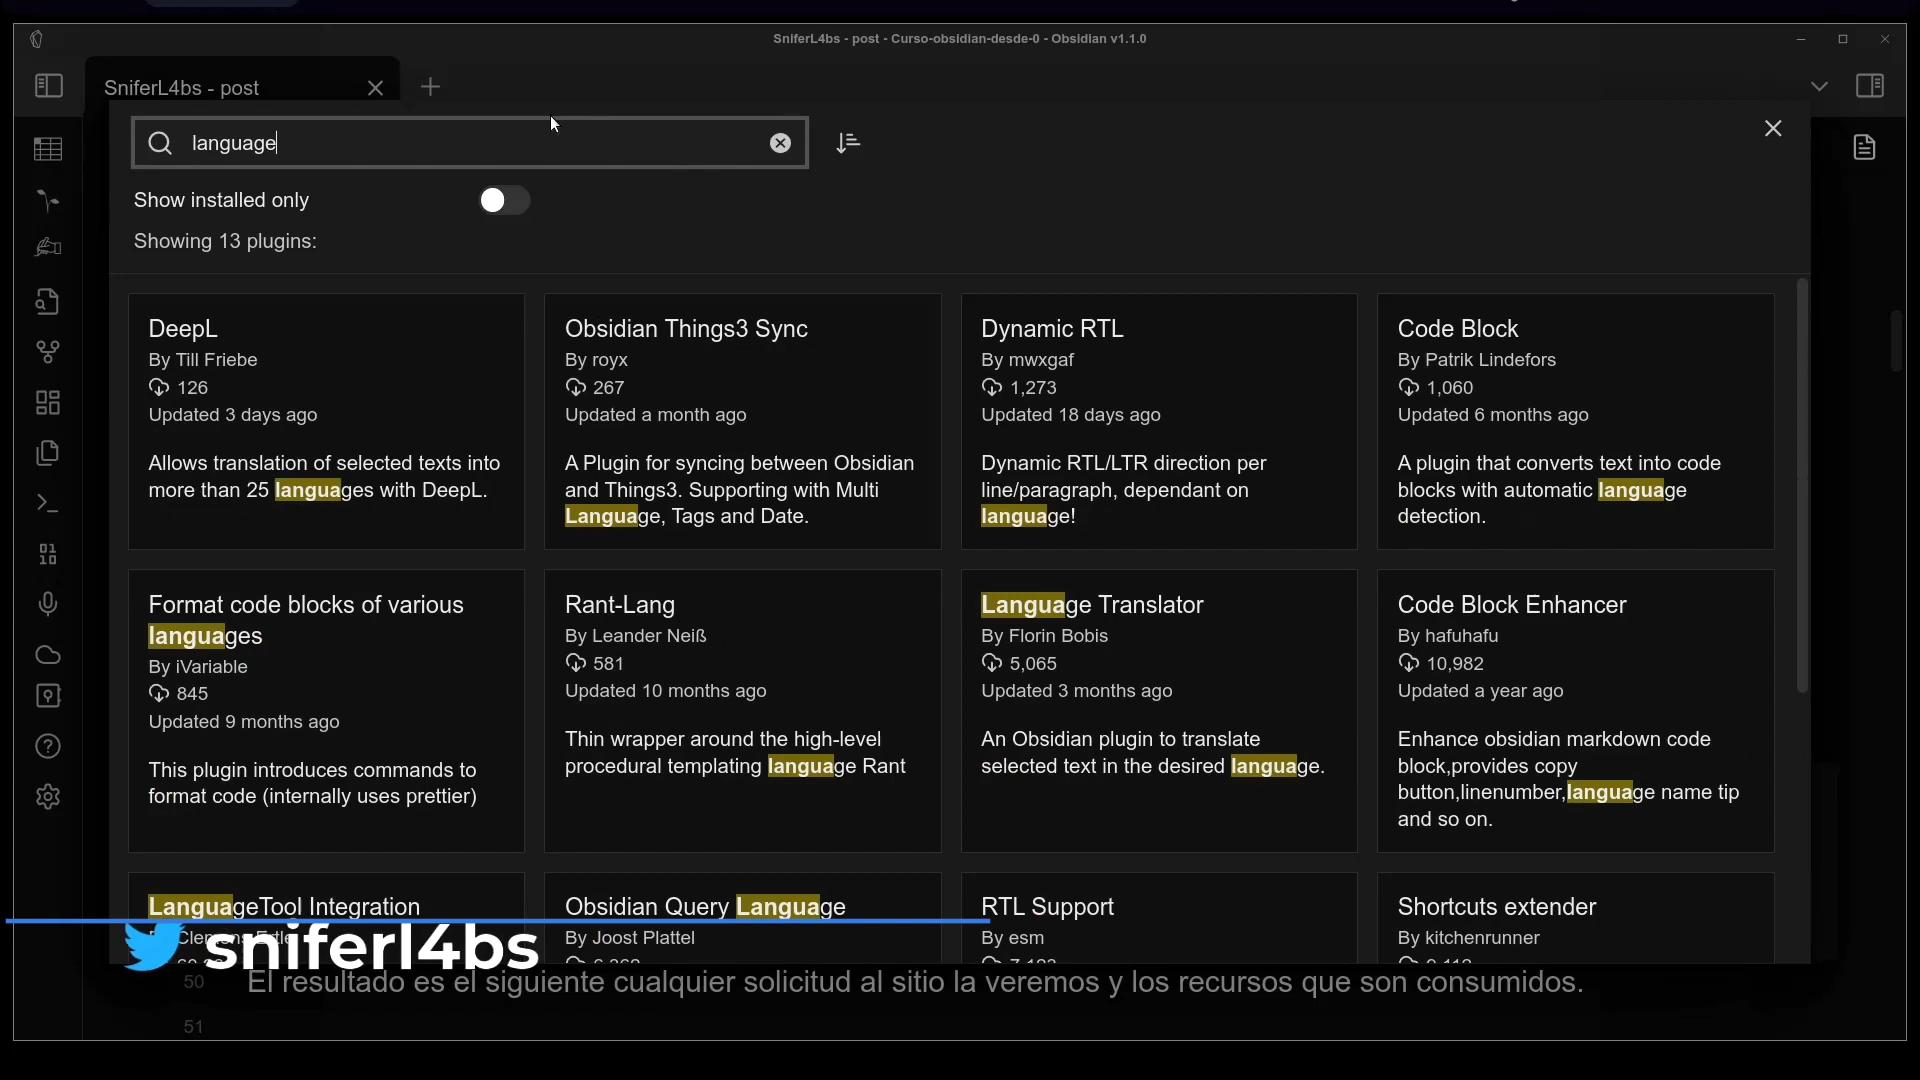 SniferL4bs - post - Curso-obsidian-desde-0 - Obsidian v1.1.0
SniferL4bs - post
language
Show installed only
Showing 13 plugins:
DeepL
By Till Friebe
126
Updated 3 days ago
Allows translation of selected texts into
more than 25 languages with DeepL.
Obsidian Things3 Sync
By royx
267
Updated a month ago
A Plugin for syncing between Obsidian
and Things3. Supporting with Multi
Language, Tags and Date.
Dynamic RTL
By mwxgaf
1,273
Updated 18 days ago
Dynamic RTL/LTR direction per
line/paragraph, dependant on
language!
Code Block
By Patrik Lindefors
1,060
Updated 6 months ago
A plugin that converts text into code
blocks with automatic language
detection.
Format code blocks of various
languages
By iVariable
845
Updated 9 months ago
This plugin introduces commands to
format code (internally uses prettier)
Rant-Lang
By Leander Neiß
581
Updated 10 months ago
Thin wrapper around the high-level
procedural templating language Rant
Language Translator
By Florin Bobis
5,065
Updated 3 months ago
An Obsidian plugin to translate
selected text in the desired language.
Code Block Enhancer
By hafuhafu
10,982
Updated a year ago
Enhance obsidian markdown code
block,provides copy
button,linenumber,language name tip
and so on.
LanguageTool Integration
Obsidian Query Language
By Joost Plattel
RTL Support
By esm
Shortcuts extender
By kitchenrunner
sniferl4bs
50
El resultado es el siguiente cualquier solicitud al sitio la veremos y los recursos que son consumidos.
51